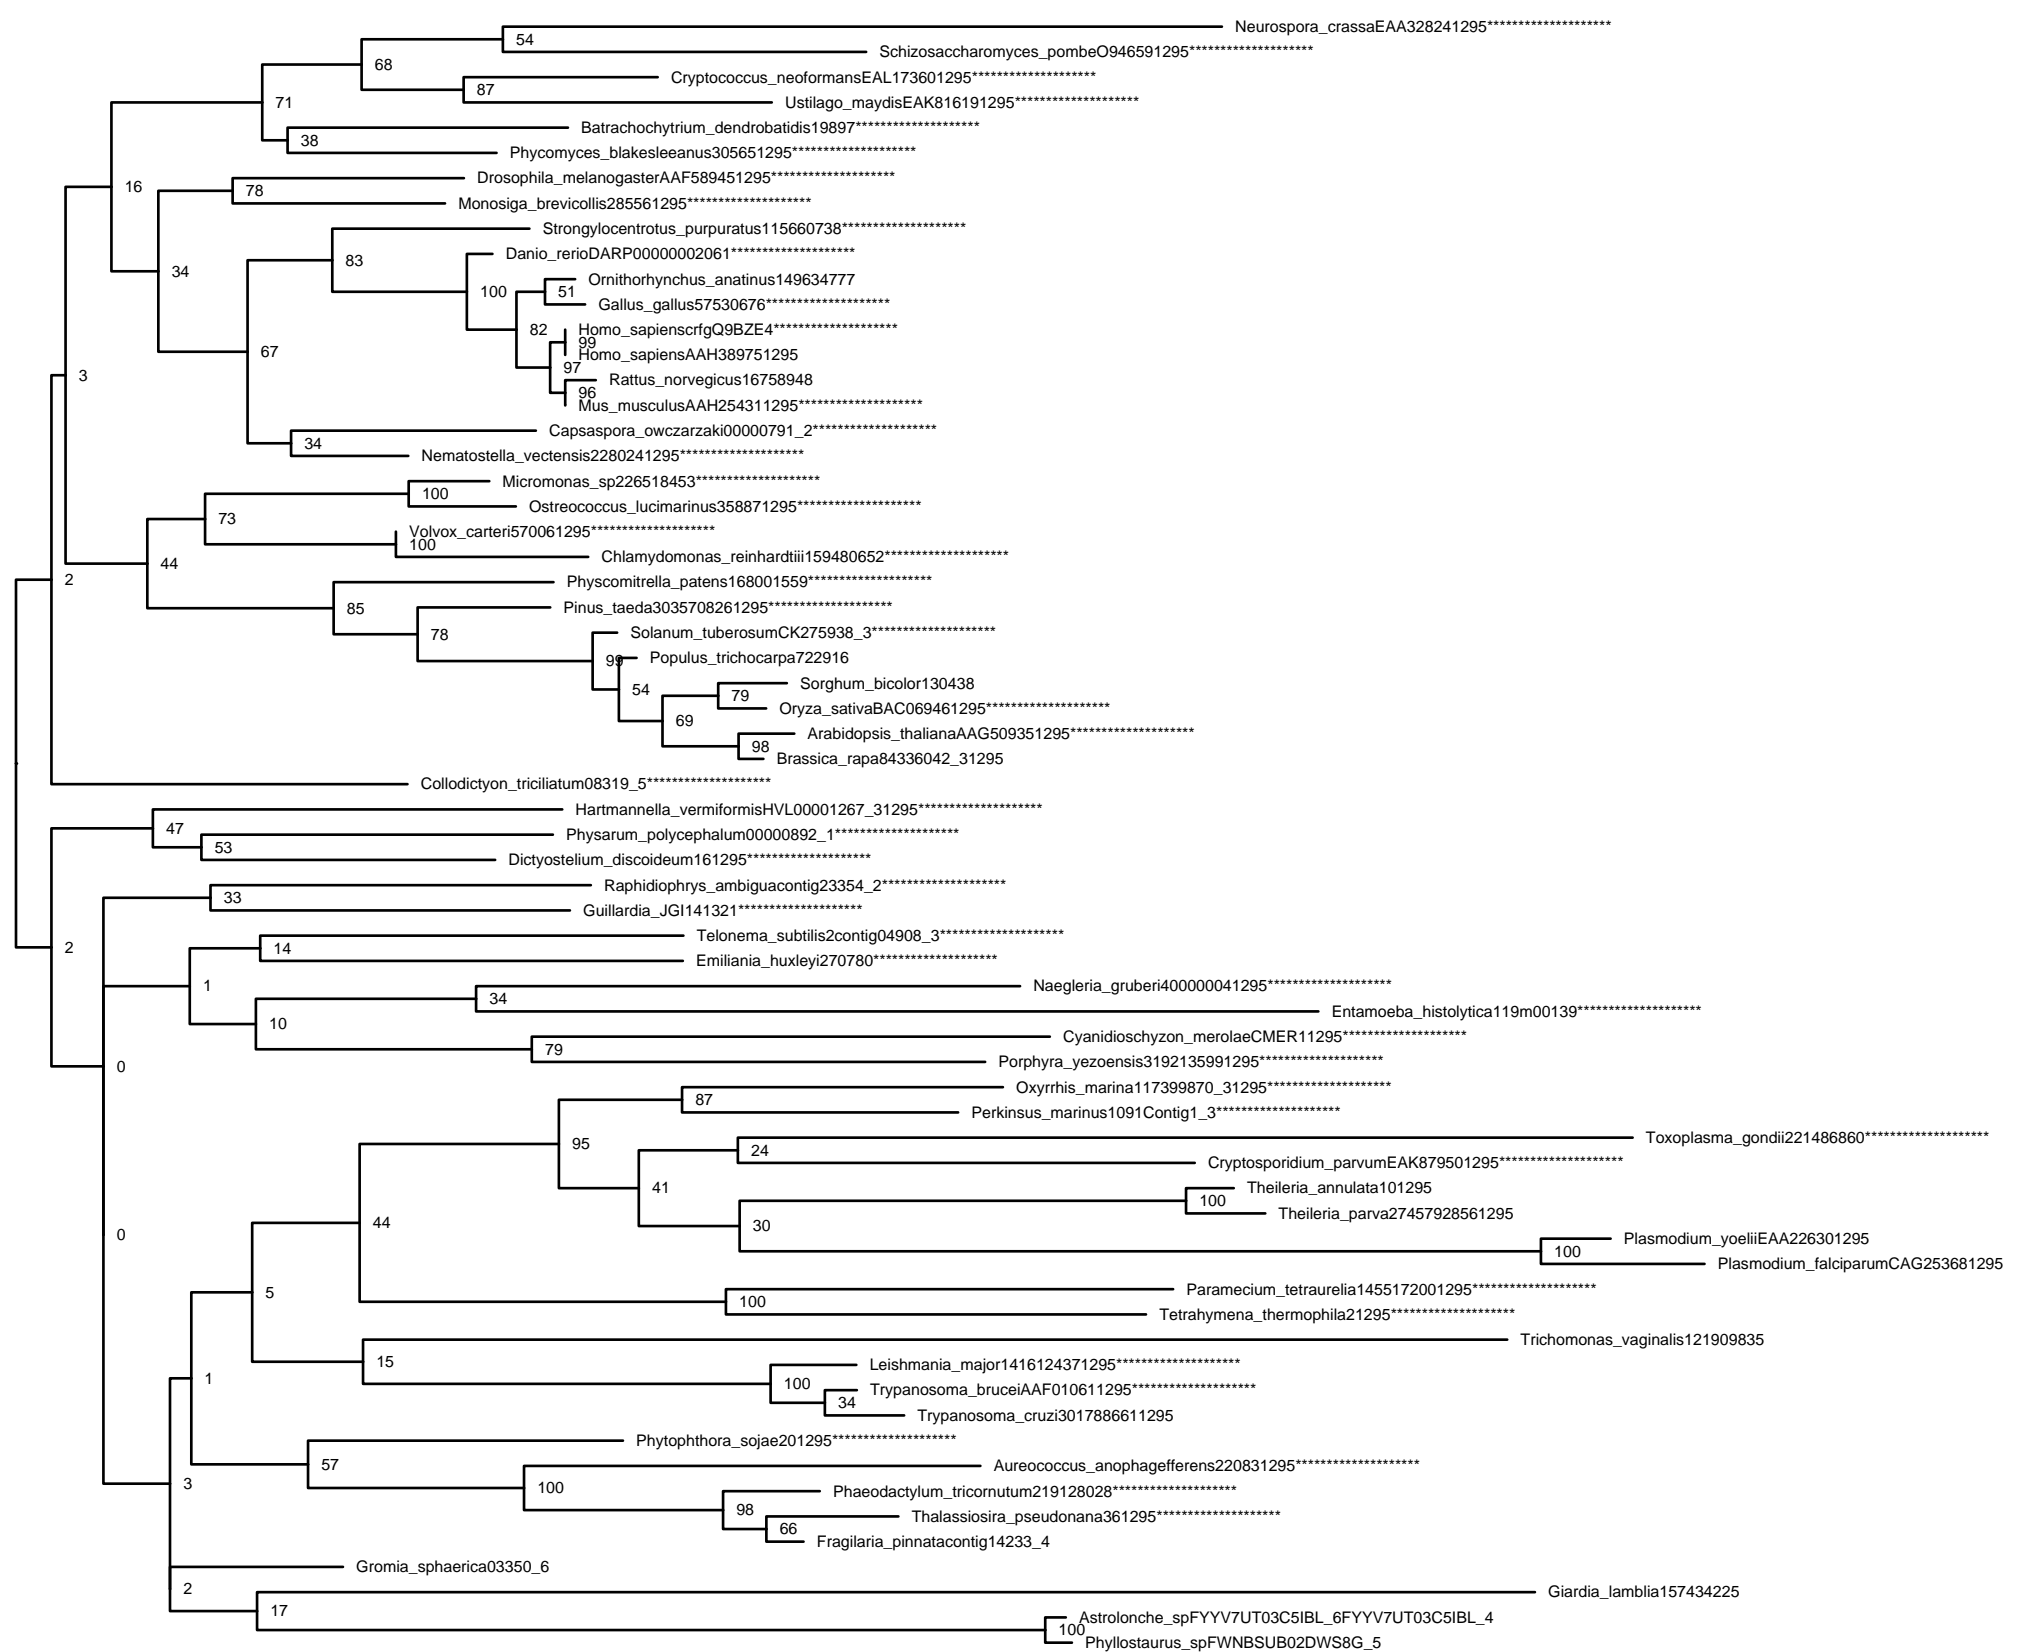 Neurospora_crassaEAA328241295********************
54
Schizosaccharomyces_pombeO946591295********************
68
Cryptococcus_neoformansEAL173601295********************
87
Ustilago_maydisEAK816191295********************
71
Batrachochytrium_dendrobatidis19897********************
38
Phycomyces_blakesleeanus305651295********************
Drosophila_melanogasterAAF589451295********************
16
78
Monosiga_brevicollis285561295********************
Strongylocentrotus_purpuratus115660738********************
Danio_rerioDARP00000002061********************
83
34
Ornithorhynchus_anatinus149634777
100
51
Gallus_gallus57530676********************
82
Homo_sapienscrfgQ9BZE4********************
99
67
Homo_sapiensAAH389751295
97
3
Rattus_norvegicus16758948
96
Mus_musculusAAH254311295********************
Capsaspora_owczarzaki00000791_2********************
34
Nematostella_vectensis2280241295********************
Micromonas_sp226518453********************
100
Ostreococcus_lucimarinus358871295********************
73
Volvox_carteri570061295********************
100
Chlamydomonas_reinhardtiii159480652********************
44
2
Physcomitrella_patens168001559********************
85
Pinus_taeda3035708261295********************
78
Solanum_tuberosumCK275938_3********************
99
Populus_trichocarpa722916
Sorghum_bicolor130438
54
79
Oryza_sativaBAC069461295********************
69
Arabidopsis_thalianaAAG509351295********************
98
Brassica_rapa84336042_31295
Collodictyon_triciliatum08319_5********************
Hartmannella_vermiformisHVL00001267_31295********************
47
Physarum_polycephalum00000892_1********************
53
Dictyostelium_discoideum161295********************
Raphidiophrys_ambiguacontig23354_2********************
33
Guillardia_JGI141321********************
Telonema_subtilis2contig04908_3********************
2
14
Emiliania_huxleyi270780********************
1
Naegleria_gruberi400000041295********************
34
Entamoeba_histolytica119m00139********************
10
Cyanidioschyzon_merolaeCMER11295********************
79
Porphyra_yezoensis3192135991295********************
0
Oxyrrhis_marina117399870_31295********************
87
Perkinsus_marinus1091Contig1_3********************
Toxoplasma_gondii221486860********************
95
24
Cryptosporidium_parvumEAK879501295********************
41
Theileria_annulata101295
100
Theileria_parva27457928561295
44
30
0
Plasmodium_yoeliiEAA226301295
100
Plasmodium_falciparumCAG253681295
Paramecium_tetraurelia1455172001295********************
5
100
Tetrahymena_thermophila21295********************
Trichomonas_vaginalis121909835
15
Leishmania_major1416124371295********************
1
100
Trypanosoma_bruceiAAF010611295********************
34
Trypanosoma_cruzi3017886611295
Phytophthora_sojae201295********************
57
Aureococcus_anophagefferens220831295********************
3
100
Phaeodactylum_tricornutum219128028********************
98
Thalassiosira_pseudonana361295********************
66
Fragilaria_pinnatacontig14233_4
Gromia_sphaerica03350_6
2
Giardia_lamblia157434225
17
Astrolonche_spFYYV7UT03C5IBL_6FYYV7UT03C5IBL_4
100
Phyllostaurus_spFWNBSUB02DWS8G_5